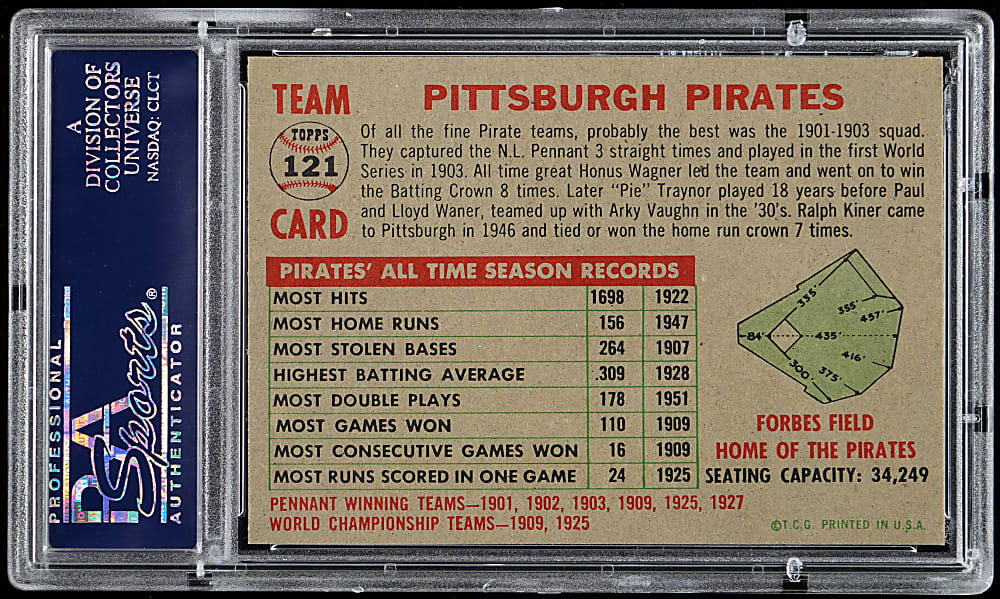 A
DIVISION OF
COLLECTORS
UNIVERSE
NASDAQ: CLCT
PROFESSIONAL
PSA
Sports®
AUTHENTICATOR
TEAM
TOPPS
121
CARD
PITTSBURGH PIRATES
Of all the fine Pirate teams, probably the best was the 1901-1903 squad.
They captured the N.L. Pennant 3 straight times and played in the first World
Series in 1903. All time great Honus Wagner led the team and went on to win
the Batting Crown 8 times. Later "Pie" Traynor played 18 years before Paul
and Lloyd Waner, teamed up with Arky Vaughn in the '30's. Ralph Kiner came
to Pittsburgh in 1946 and tied or won the home run crown 7 times.
PIRATES' ALL TIME SEASON RECORDS
MOST HITS 1698 1922
MOST HOME RUNS 156 1947
MOST STOLEN BASES 264 1907
HIGHEST BATTING AVERAGE .309 1928
MOST DOUBLE PLAYS 178 1951
MOST GAMES WON 110 1909
MOST CONSECUTIVE GAMES WON 16 1909
MOST RUNS SCORED IN ONE GAME 24 1925
335'
355'
457'
84'
435'
416'
300'
375'
FORBES FIELD
HOME OF THE PIRATES
SEATING CAPACITY: 34,249
PENNANT WINNING TEAMS—1901, 1902, 1903, 1909, 1925, 1927
WORLD CHAMPIONSHIP TEAMS—1909, 1925
©T.C.G. PRINTED IN U.S.A.